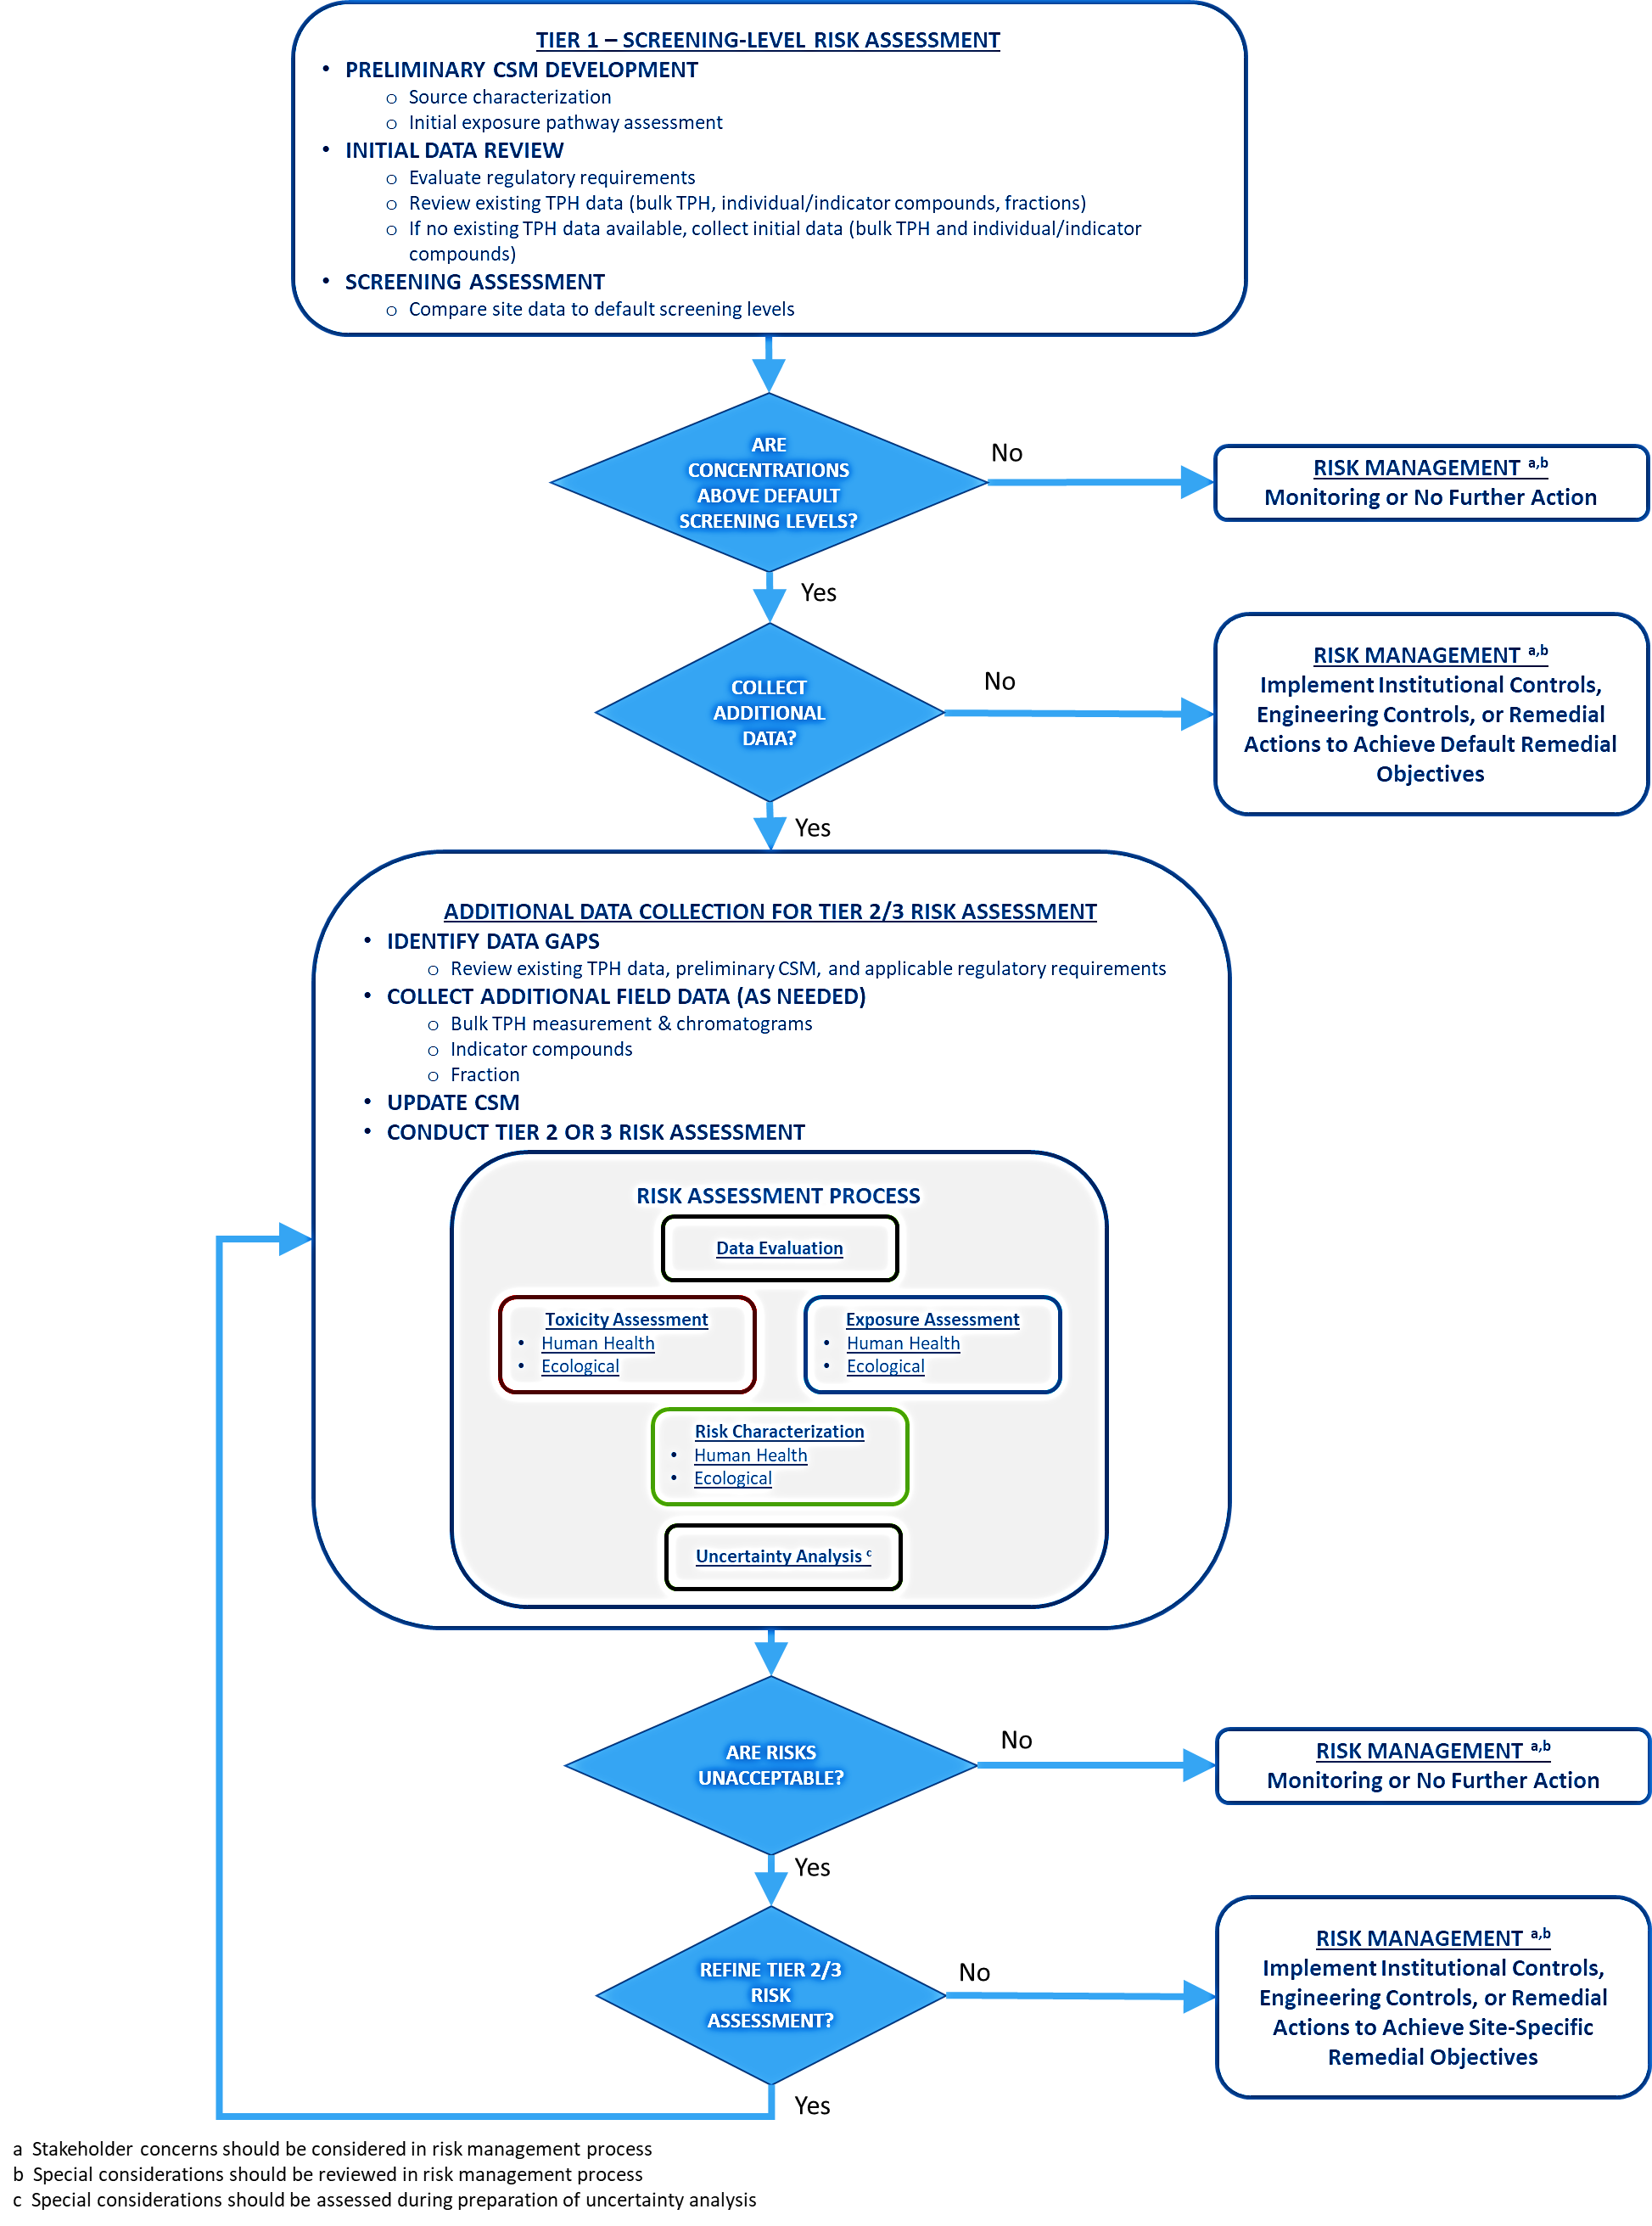 TIER 1 – SCREENING-LEVEL RISK ASSESSMENT
• PRELIMINARY CSM DEVELOPMENT
o Source characterization
o Initial exposure pathway assessment
• INITIAL DATA REVIEW
o Evaluate regulatory requirements
o Review existing TPH data (bulk TPH, individual/indicator compounds, fractions)
o If no existing TPH data available, collect initial data (bulk TPH and individual/indicator
compounds)
• SCREENING ASSESSMENT
o Compare site data to default screening levels
ARE
CONCENTRATIONS
ABOVE DEFAULT
SCREENING LEVELS?
No
RISK MANAGEMENT a,b
Monitoring or No Further Action
Yes
COLLECT
ADDITIONAL
DATA?
No
RISK MANAGEMENT a,b
Implement Institutional Controls,
Engineering Controls, or Remedial
Actions to Achieve Default Remedial
Objectives
Yes
ADDITIONAL DATA COLLECTION FOR TIER 2/3 RISK ASSESSMENT
• IDENTIFY DATA GAPS
o Review existing TPH data, preliminary CSM, and applicable regulatory requirements
• COLLECT ADDITIONAL FIELD DATA (AS NEEDED)
o Bulk TPH measurement & chromatograms
o Indicator compounds
o Fraction
• UPDATE CSM
• CONDUCT TIER 2 OR 3 RISK ASSESSMENT
RISK ASSESSMENT PROCESS
Data Evaluation
Toxicity Assessment
• Human Health
• Ecological
Exposure Assessment
• Human Health
• Ecological
Risk Characterization
• Human Health
• Ecological
Uncertainty Analysis c
ARE RISKS
UNACCEPTABLE?
No
RISK MANAGEMENT a,b
Monitoring or No Further Action
Yes
REFINE TIER 2/3
RISK
ASSESSMENT?
No
RISK MANAGEMENT a,b
Implement Institutional Controls,
Engineering Controls, or Remedial
Actions to Achieve Site-Specific
Remedial Objectives
Yes
a Stakeholder concerns should be considered in risk management process
b Special considerations should be reviewed in risk management process
c Special considerations should be assessed during preparation of uncertainty analysis